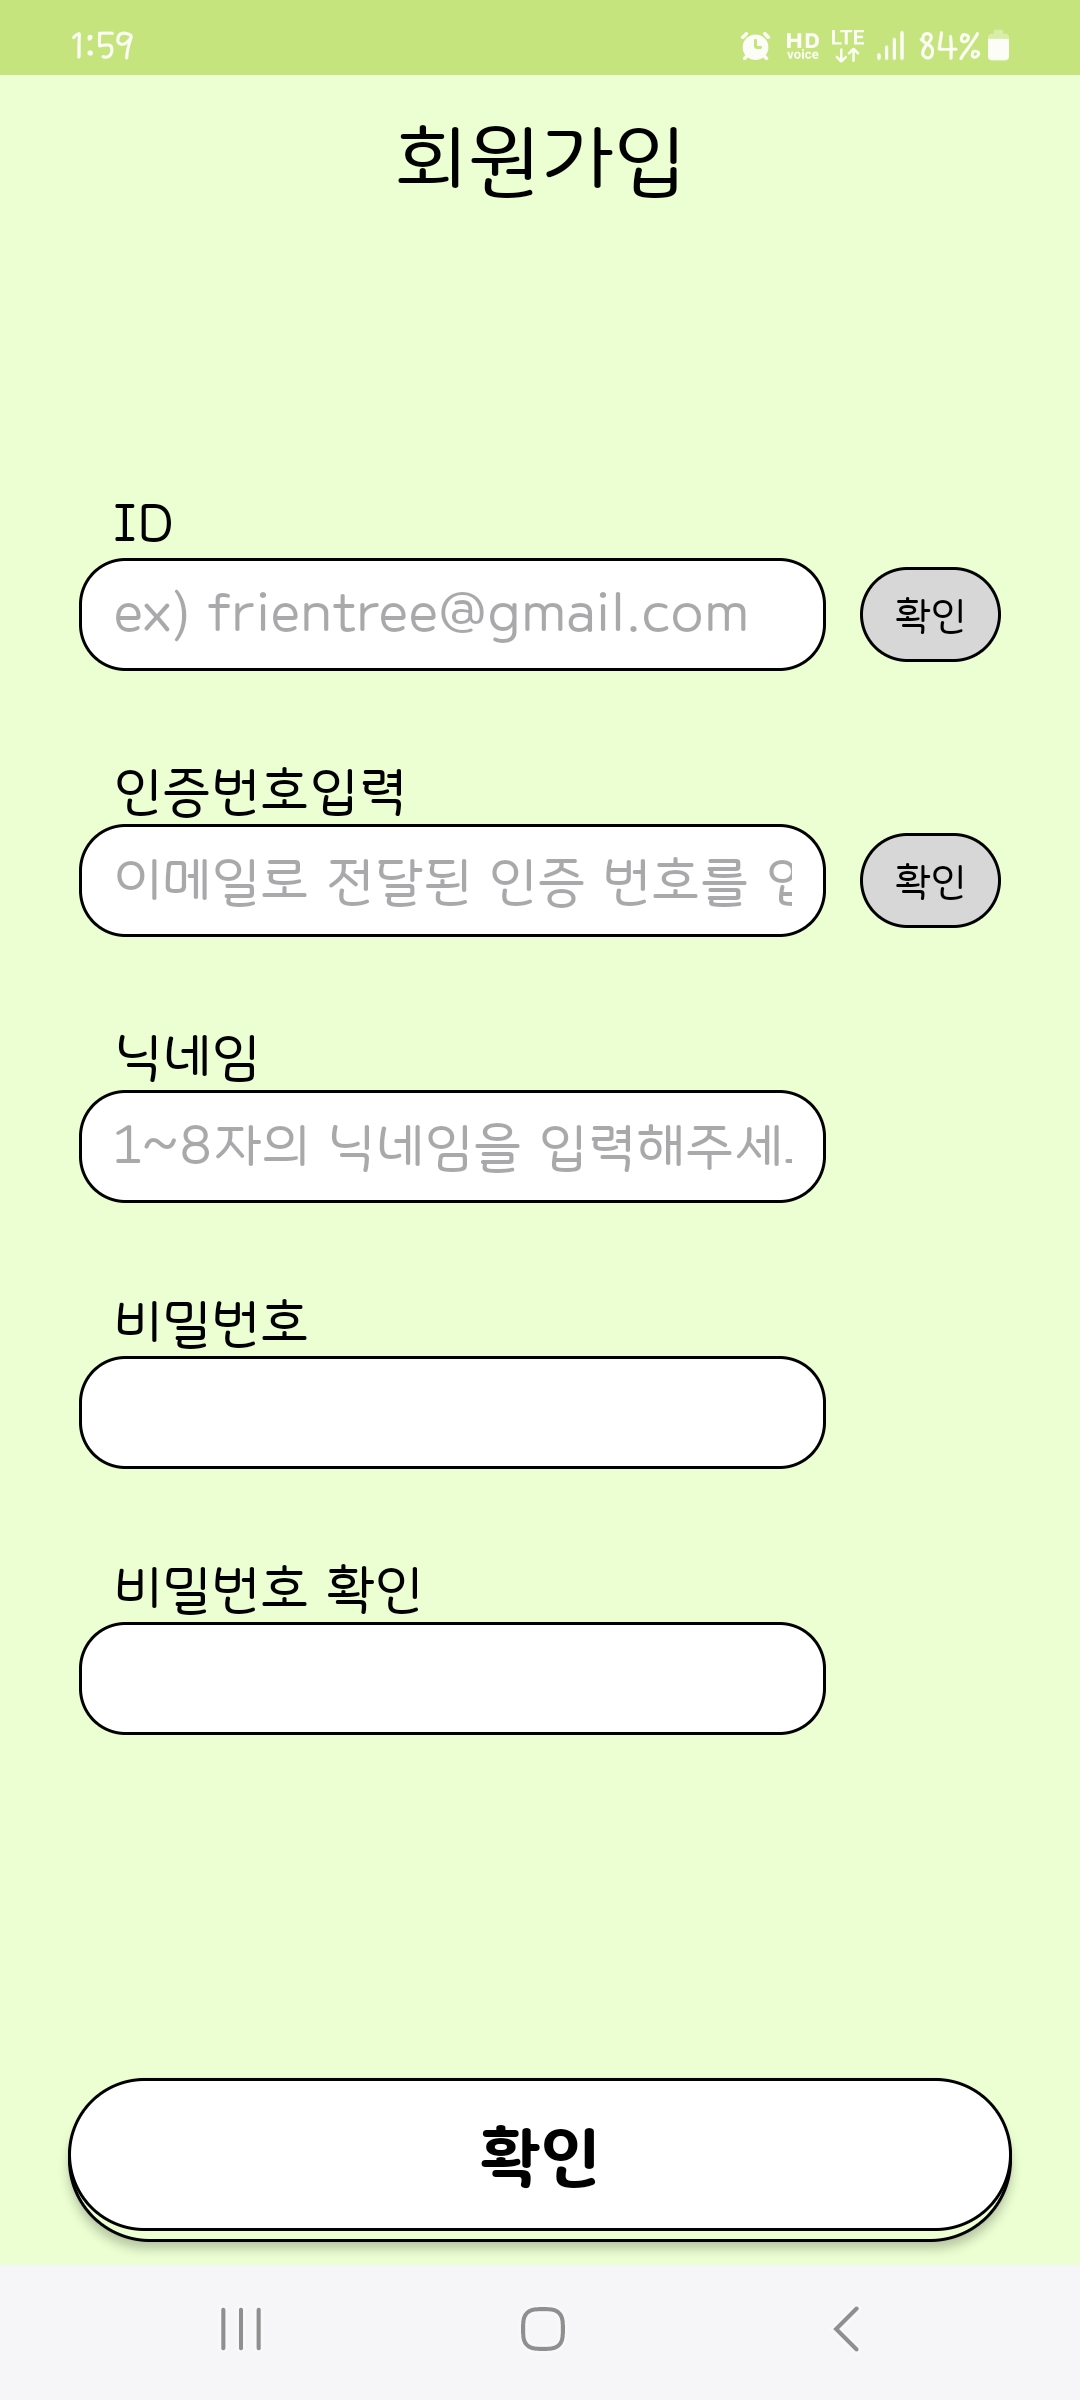 1:59 HD voice LTE 84%
회원가입
ID
ex) frientree@gmail.com 확인
인증번호입력
이메일로 전달된 인증 번호를 확인
닉네임
1~8자의 닉네임을 입력해주세.
비밀번호
비밀번호 확인
확인